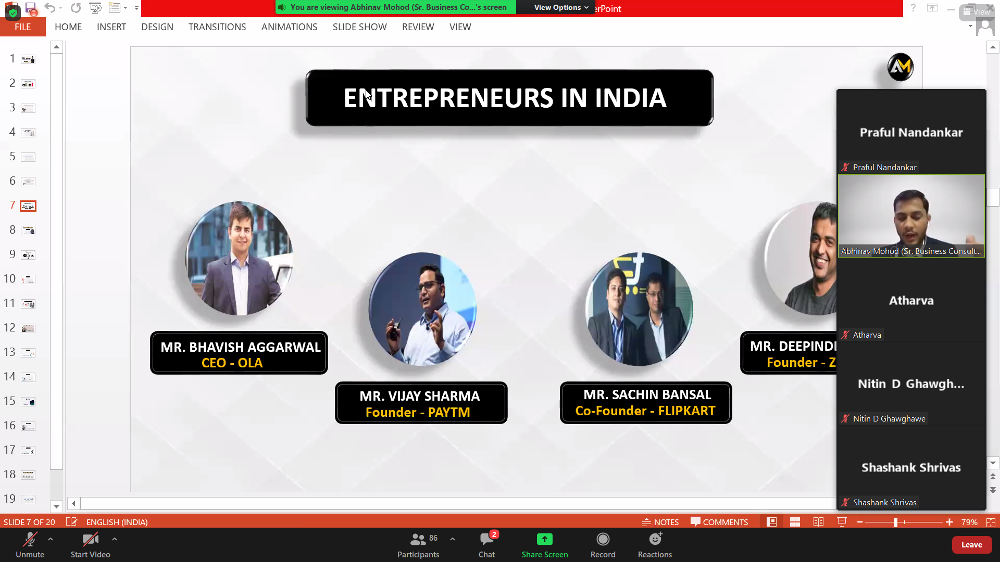 You are viewing Abhinav Mohod (Sr. Business Co...'s screen
View Options
erPoint
?
View
FILE
HOME
INSERT
DESIGN
TRANSITIONS
ANIMATIONS
SLIDE SHOW
REVIEW
VIEW
1
2
3
4
5
6
7
8
9
10
11
12
13
14
15
16
17
18
19
AM
ENTREPRENEURS IN INDIA
MR. BHAVISH AGGARWAL
CEO - OLA
MR. VIJAY SHARMA
Founder - PAYTM
MR. SACHIN BANSAL
Co-Founder - FLIPKART
MR. DEEPIND
Founder - Z
Praful Nandankar
Praful Nandankar
Abhinav Mohod (Sr. Business Consult...
Atharva
Atharva
Nitin D Ghawgh...
Nitin D Ghawghawe
Shashank Shrivas
Shashank Shrivas
SLIDE 7 OF 20
ENGLISH (INDIA)
NOTES
COMMENTS
79%
Unmute
Start Video
86
Participants
2
Chat
Share Screen
Record
Reactions
Leave